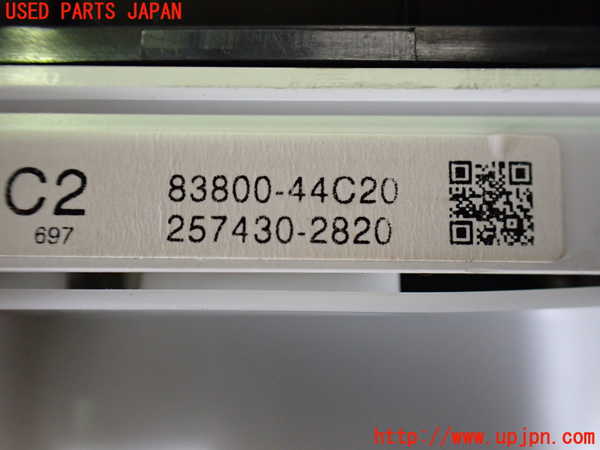 USED PARTS JAPAN
C2
697
83800-44C20
257430-2820
http://www.upjpn.com/